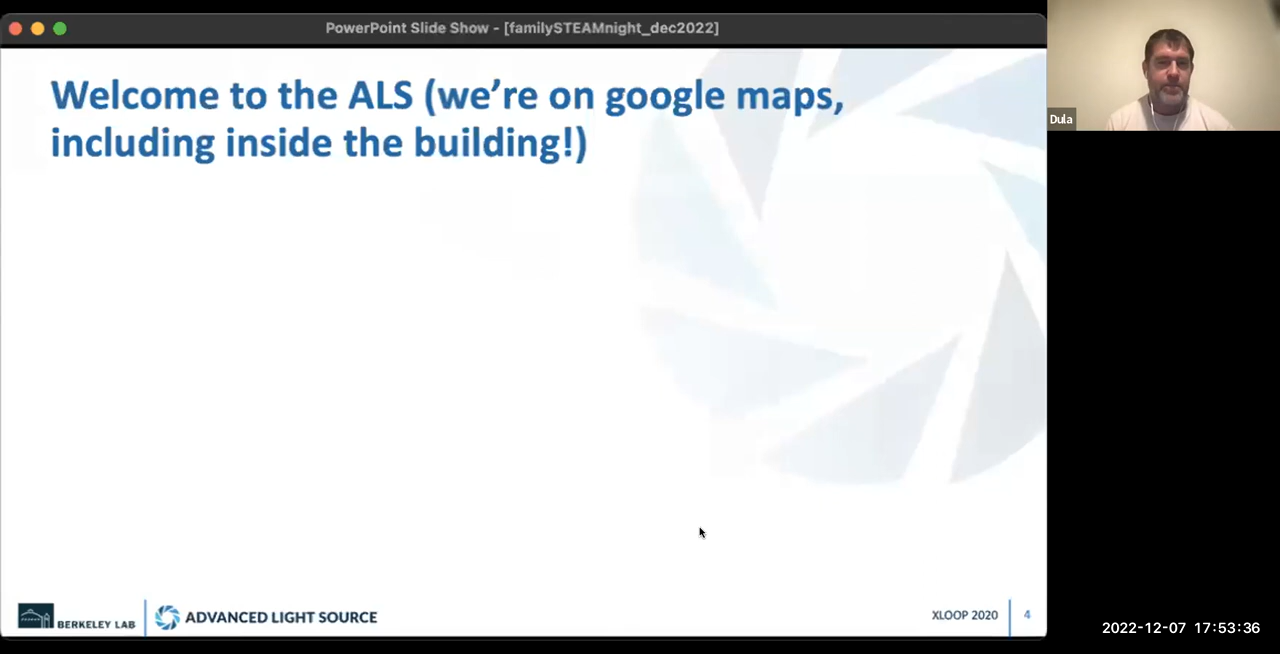 PowerPoint Slide Show - [familySTEAMnight_dec2022]
Welcome to the ALS (we're on google maps,
including inside the building!)
Dula
BERKELEY LAB
ADVANCED LIGHT SOURCE
XLOOP 2020
4
2022-12-07 17:53:36